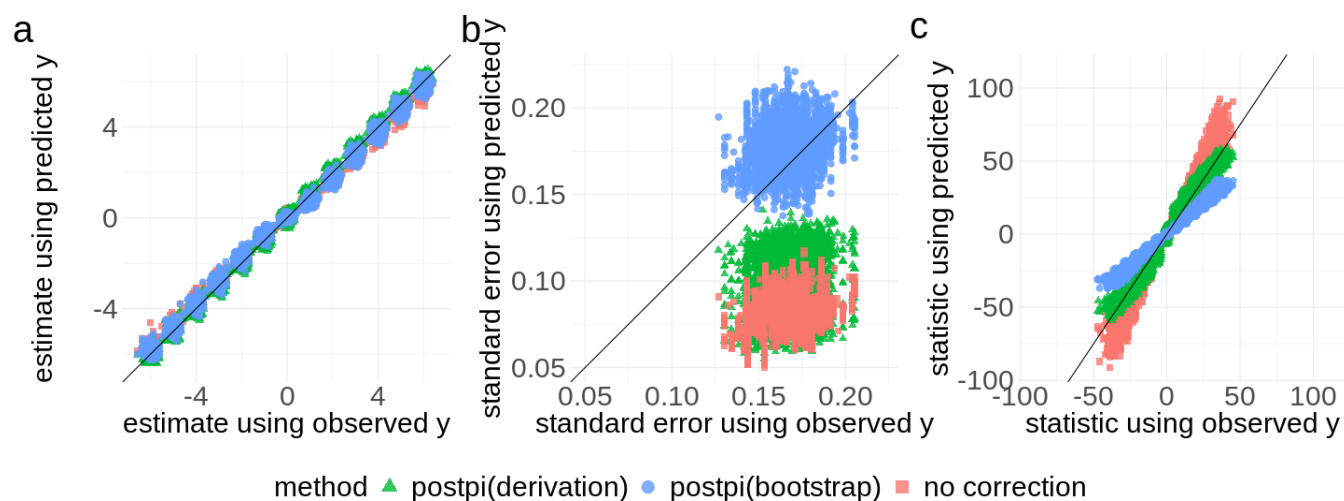 a
estimate using predicted y
4
0
-4
-4
0
4
estimate using observed y
b
standard error using predicted y
0.20
0.15
0.10
0.05
0.05
0.10
0.15
0.20
standard error using observed y
c
statistic using predicted y
100
50
0
-50
-100
-100
-50
0
50
100
statistic using observed y
method postpi(derivation) postpi(bootstrap) no correction